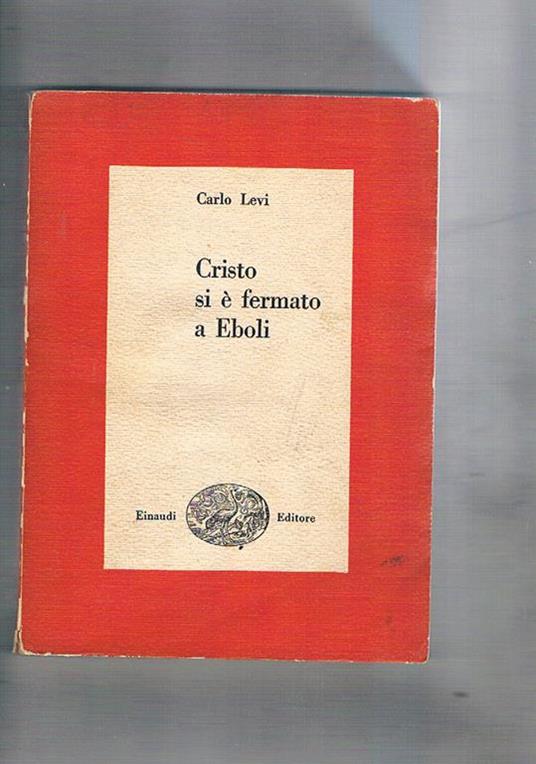 Carlo Levi
Cristo
si è fermato
a Eboli
Einaudi Editore